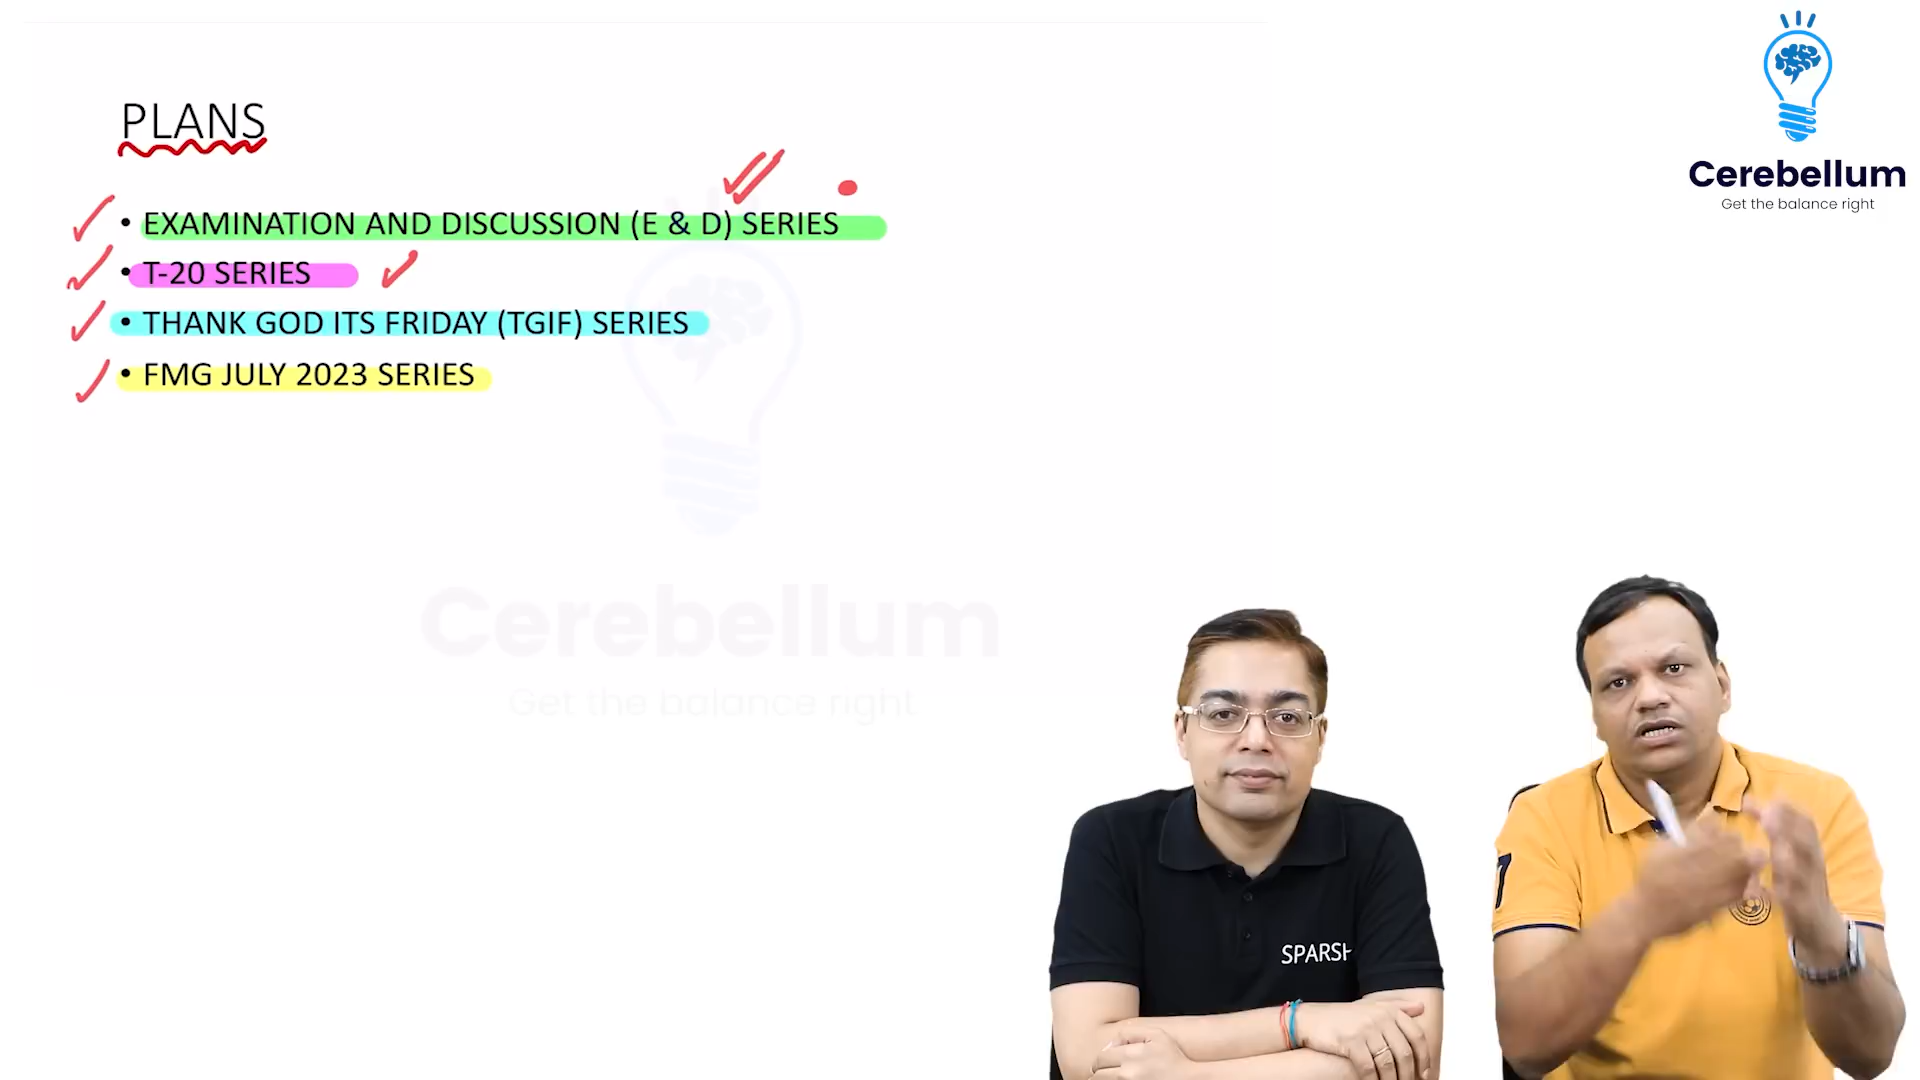 PLANS
• EXAMINATION AND DISCUSSION (E & D) SERIES
• T-20 SERIES
• THANK GOD ITS FRIDAY (TGIF) SERIES
• FMG JULY 2023 SERIES
Cerebellum
Get the balance right
Cerebellum
Get the balance right
SPARSH
7